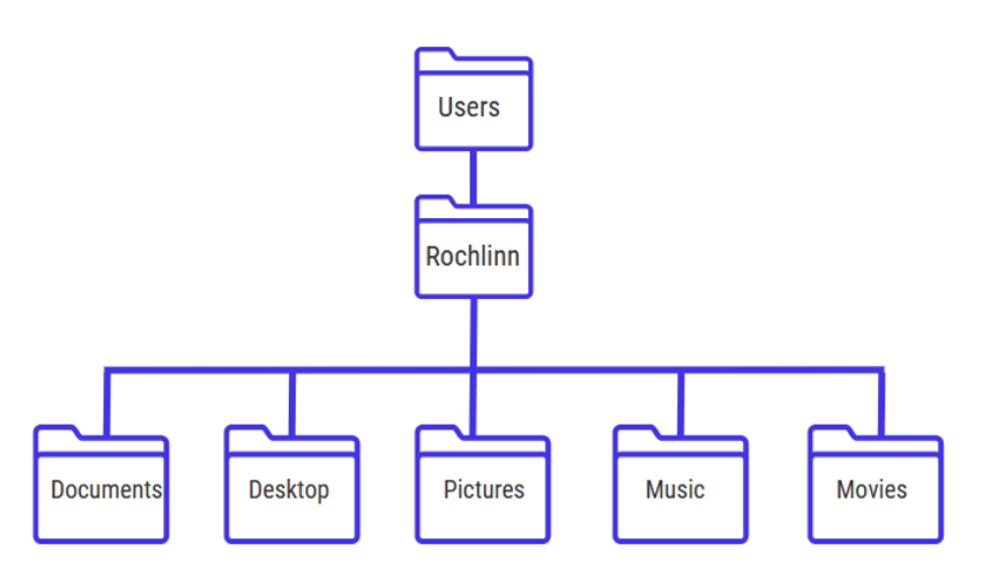 Users
Rochlinn
Documents
Desktop
Pictures
Music
Movies